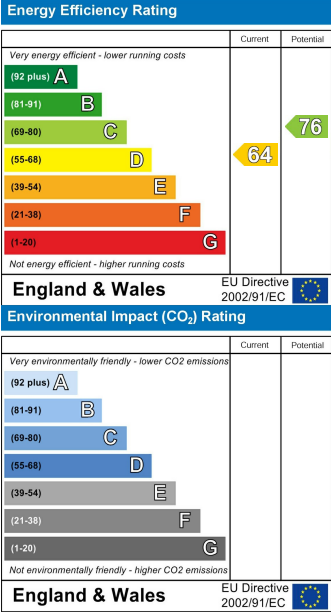 Energy Efficiency Rating
Current Potential
Very energy efficient - lower running costs
(92 plus) A
(81-91) B
(69-80) C
(55-68) D
(39-54) E
(21-38) F
(1-20) G
64
76
Not energy efficient - higher running costs
England & Wales
EU Directive
2002/91/EC
Environmental Impact (CO₂) Rating
Current Potential
Very environmentally friendly - lower CO2 emissions
(92 plus) A
(81-91) B
(69-80) C
(55-68) D
(39-54) E
(21-38) F
(1-20) G
Not environmentally friendly - higher CO2 emissions
England & Wales
EU Directive
2002/91/EC